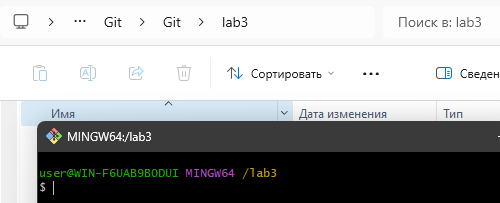 Git Git lab3 Поиск в: lab3
Сортировать Сведен
Имя Дата изменения Тип
MINGW64:/lab3
user@WIN-F6UAB9BODUI MINGW64 /lab3
$